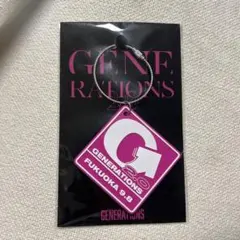 GENE
RATIONS
G
GENERATIONS
FUKUOKA 9.8
GENERATIONS